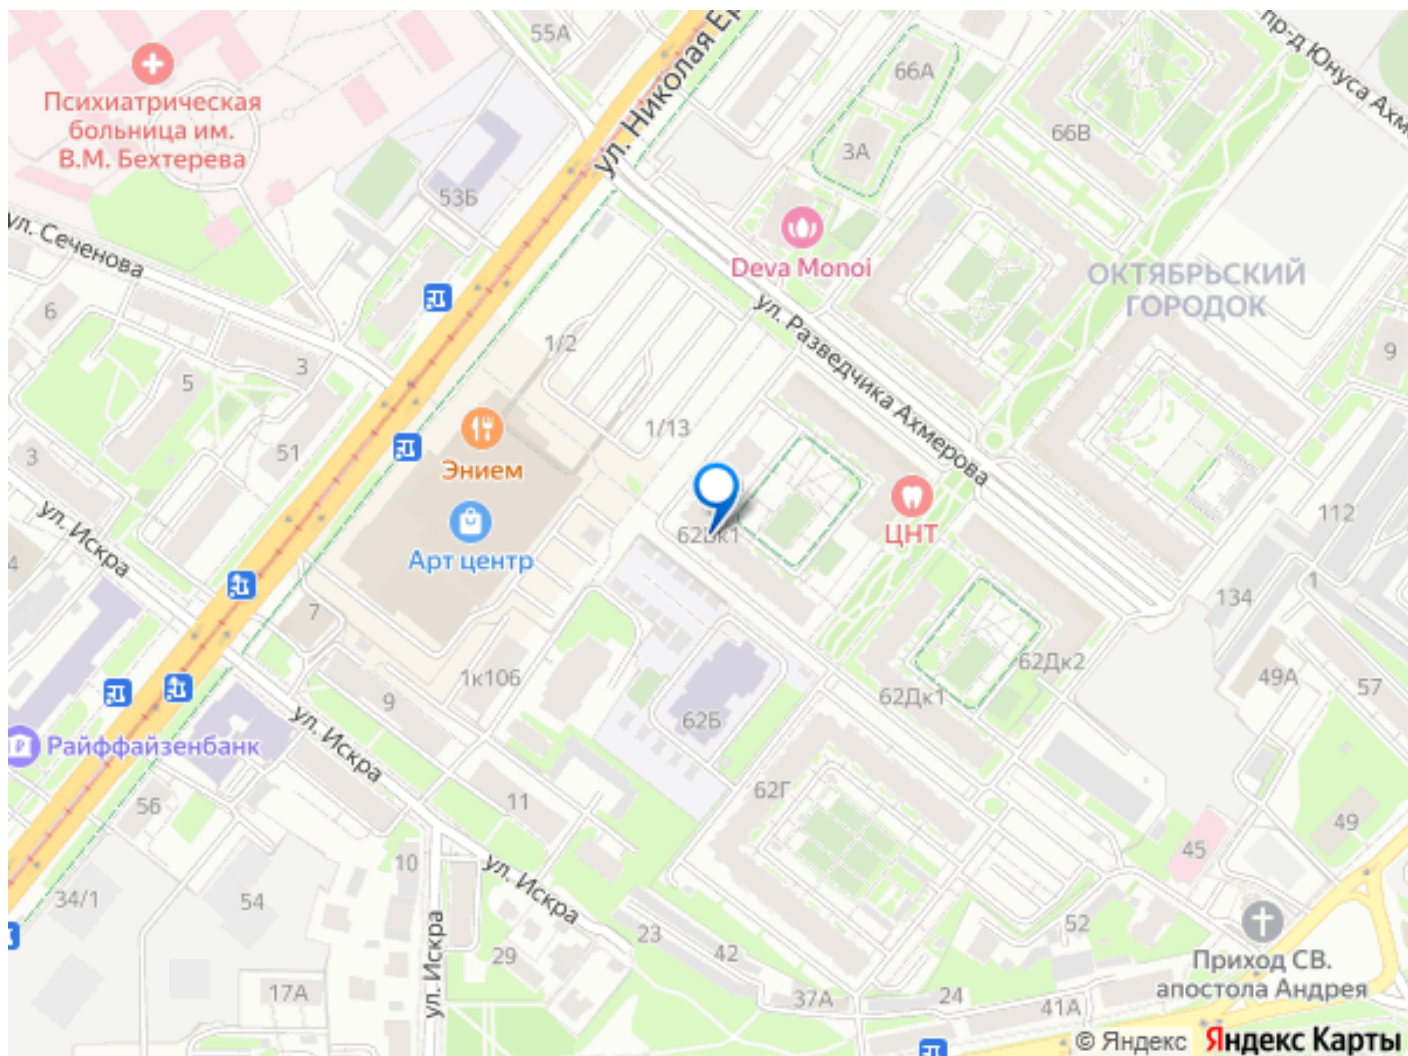 55А
ул. Николая Ер
пр-д Юнуса Ахм
66А
66В
3А
Психиатрическая
больница им.
В.М. Бехтерева
53Б
ул. Сеченова
Deva Monoi
ОКТЯБРЬСКИЙ
ГОРОДОК
ул. Разведчика Ахмерова
6
3
5
1/2
9
51
1/13
Энием
3
ул. Искра
62Вк1
ЦНТ
112
Арт центр
4
7
1
134
1к106
62Дк2
62Дк1
49А
57
9
62Б
ул. Искра
Райффайзенбанк
56
11
62Г
49
45
10
ул. Искра
34/1
54
52
23
29
42
ул. Искра
Приход СВ.
апостола Андрея
17А
37А
24
41А
© Яндекс
Яндекс Карты